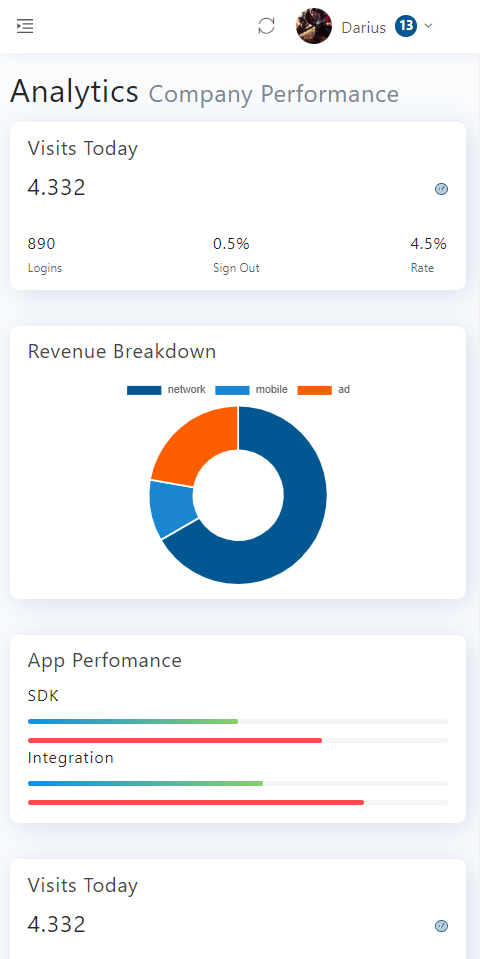 Darius 13
Analytics Company Performance
Visits Today
4.332
890 0.5% 4.5%
Logins Sign Out Rate
Revenue Breakdown
network mobile ad
App Perfomance
SDK
Integration
Visits Today
4.332